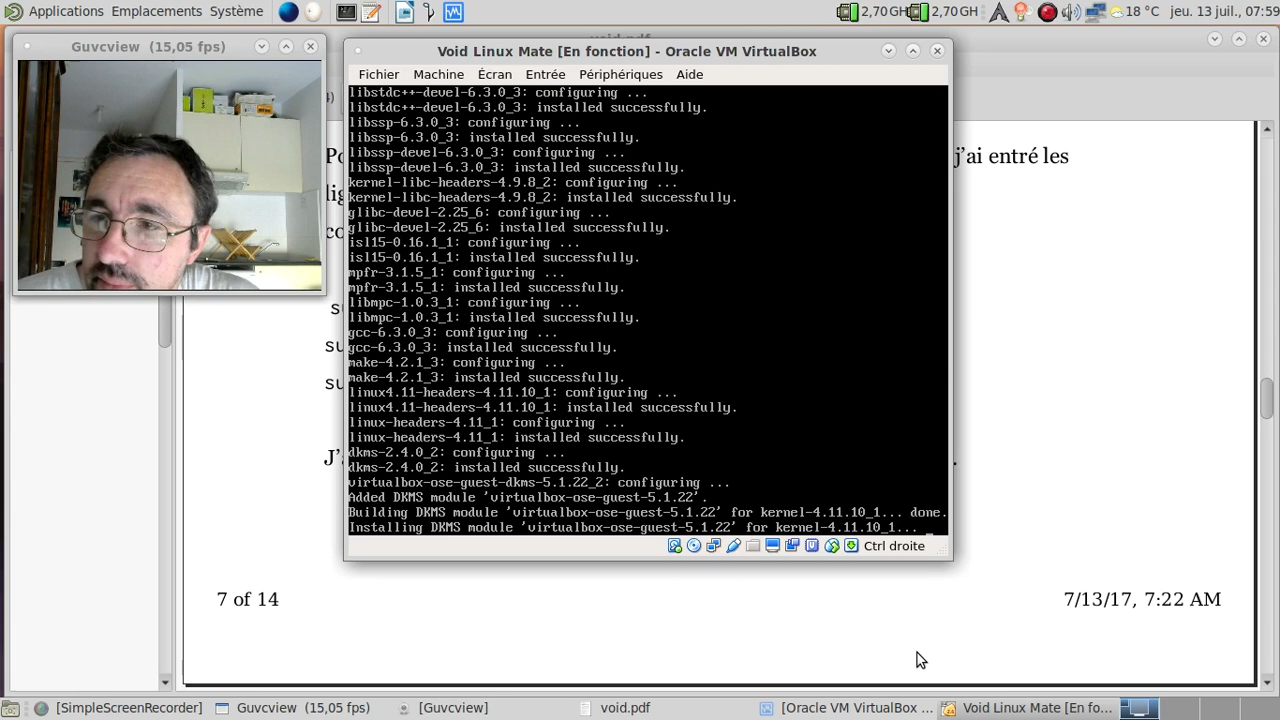 Applications Emplacements Système
2,70 GH 2,70 GH
18 °C jeu. 13 juil., 07:59
void.pdf
Guvcview (15,05 fps)
Void Linux Mate [En fonction] - Oracle VM VirtualBox
Fichier Machine Écran Entrée Périphériques Aide
libstdc++-devel-6.3.0_3: configuring ...
libstdc++-devel-6.3.0_3: installed successfully.
libssp-6.3.0_3: configuring ...
libssp-6.3.0_3: installed successfully.
libssp-devel-6.3.0_3: configuring ...
libssp-devel-6.3.0_3: installed successfully.
kernel-libc-headers-4.9.8_2: configuring ...
kernel-libc-headers-4.9.8_2: installed successfully.
glibc-devel-2.25_6: configuring ...
glibc-devel-2.25_6: installed successfully.
isl15-0.16.1_1: configuring ...
isl15-0.16.1_1: installed successfully.
mpfr-3.1.5_1: configuring ...
mpfr-3.1.5_1: installed successfully.
libmpc-1.0.3_1: configuring ...
libmpc-1.0.3_1: installed successfully.
gcc-6.3.0_3: configuring ...
gcc-6.3.0_3: installed successfully.
make-4.2.1_3: configuring ...
make-4.2.1_3: installed successfully.
linux4.11-headers-4.11.10_1: configuring ...
linux4.11-headers-4.11.10_1: installed successfully.
linux-headers-4.11_1: configuring ...
linux-headers-4.11_1: installed successfully.
dkms-2.4.0_2: configuring ...
dkms-2.4.0_2: installed successfully.
virtualbox-ose-guest-dkms-5.1.22_2: configuring ...
Added DKMS module 'virtualbox-ose-guest-5.1.22'.
Building DKMS module 'virtualbox-ose-guest-5.1.22' for kernel-4.11.10_1... done.
Installing DKMS module 'virtualbox-ose-guest-5.1.22' for kernel-4.11.10_1... _
Ctrl droite
j'ai entré les
7 of 14
7/13/17, 7:22 AM
[SimpleScreenRecorder]
Guvcview (15,05 fps)
[Guvcview]
void.pdf
[Oracle VM VirtualBox ...
Void Linux Mate [En fo...